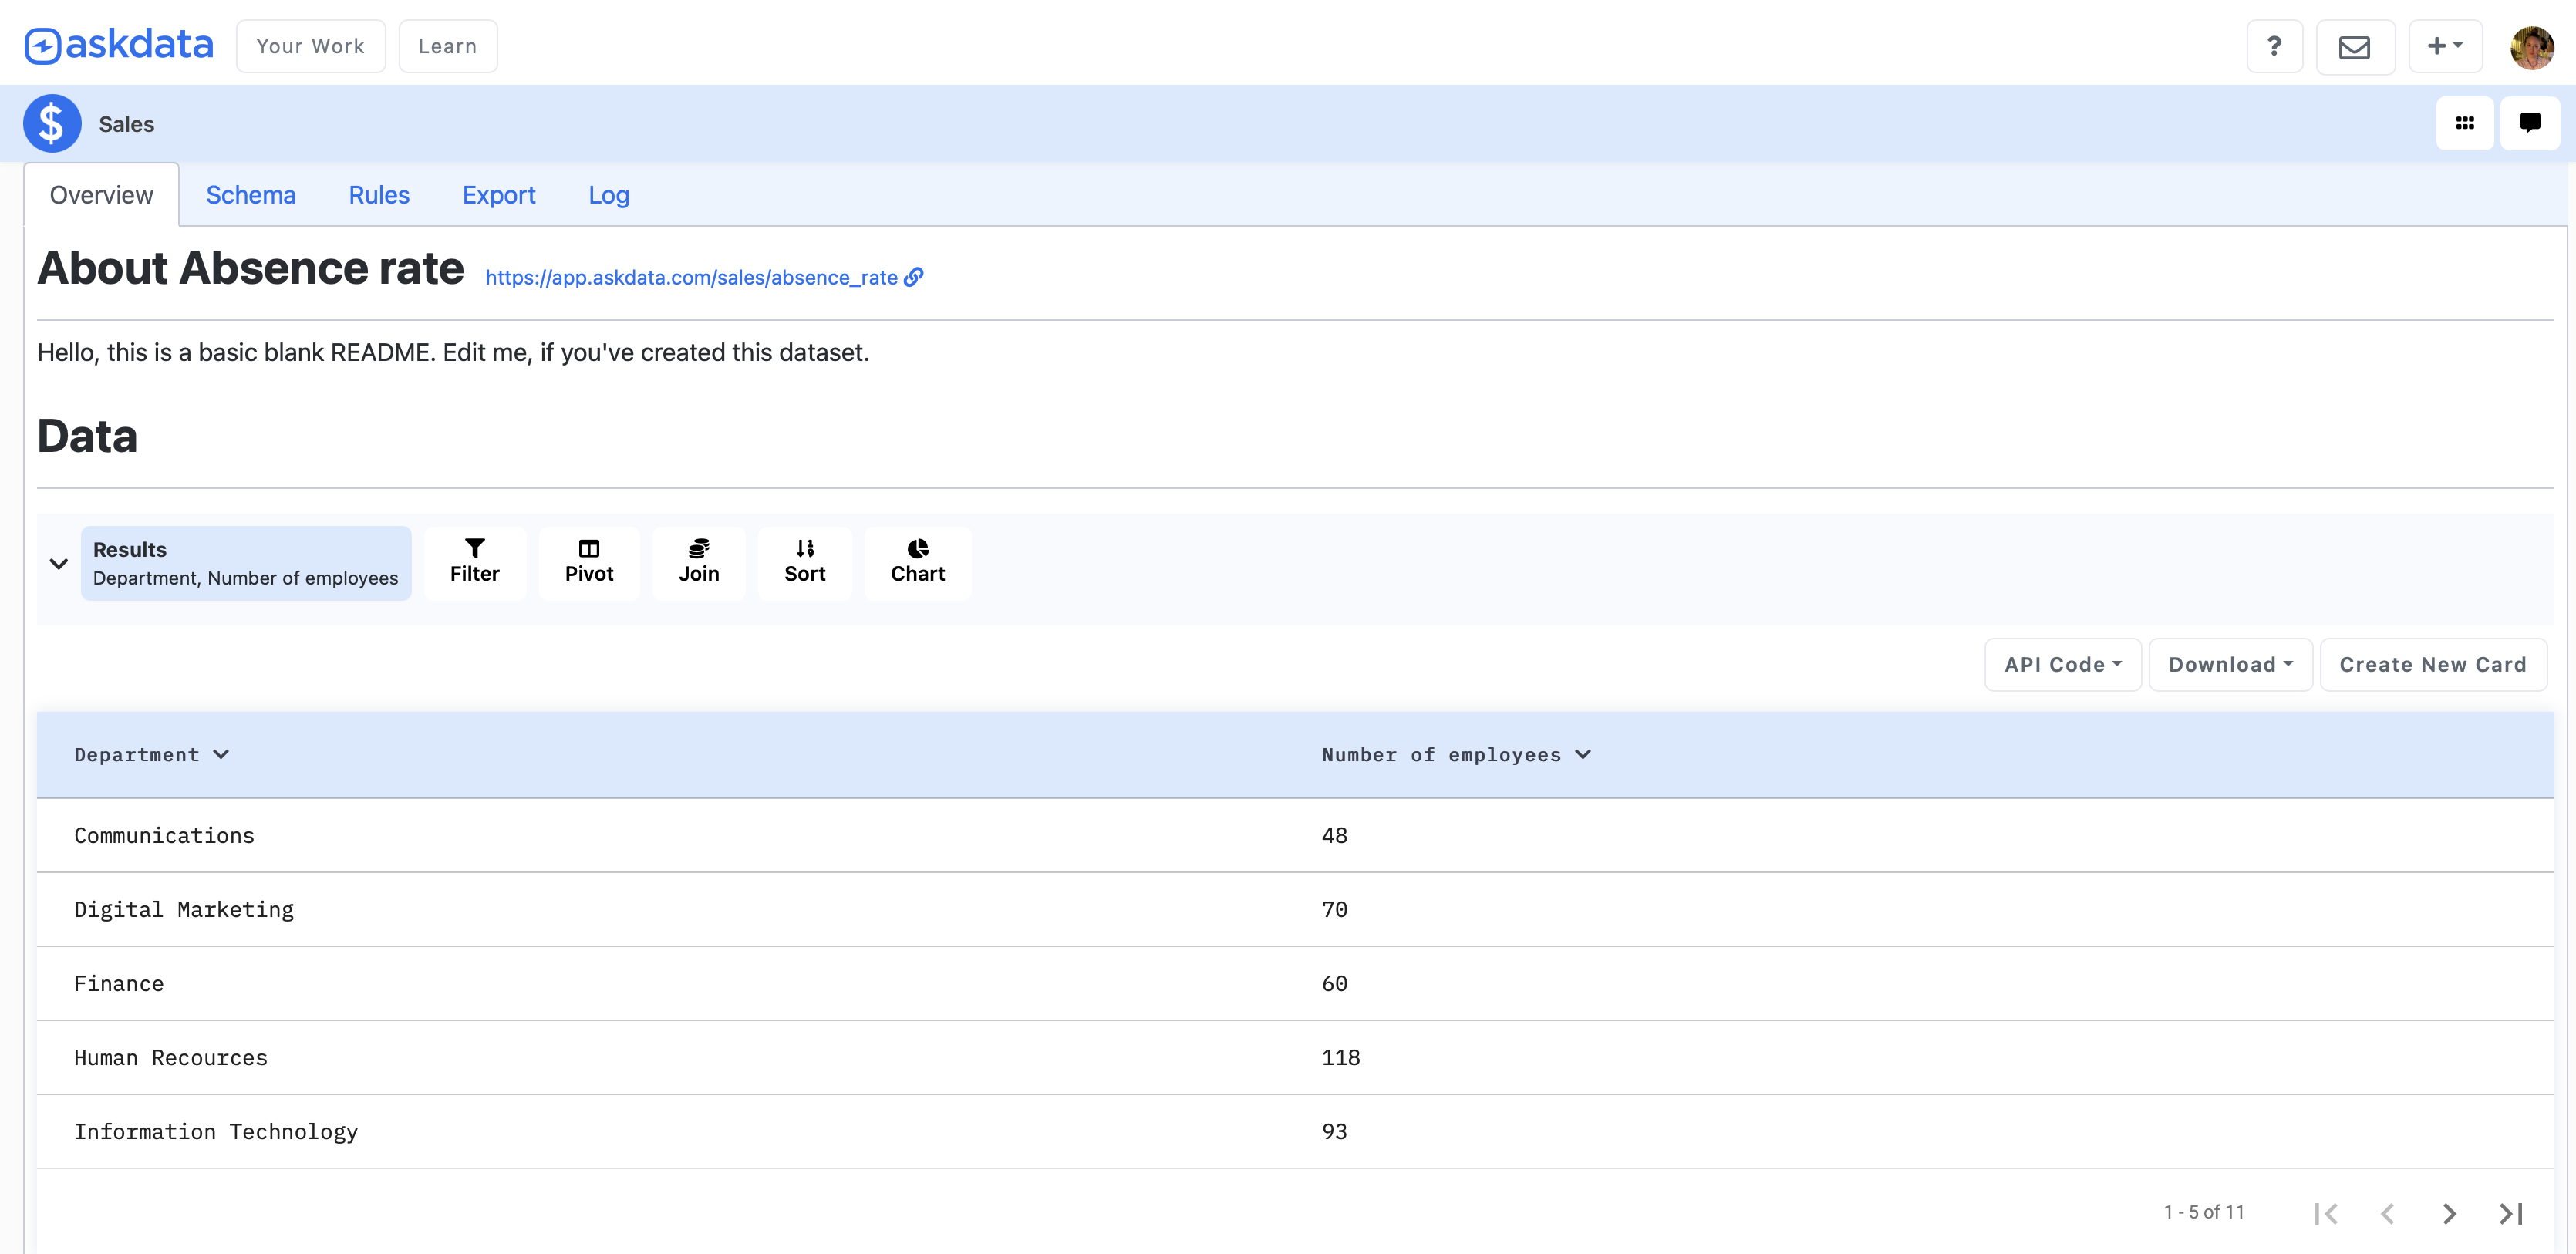 askdata Your Work Learn ? +
$ Sales
Overview Schema Rules Export Log
About Absence rate https://app.askdata.com/sales/absence_rate
Hello, this is a basic blank README. Edit me, if you've created this dataset.
Data
Results
Department, Number of employees
Filter Pivot Join Sort Chart
API Code Download Create New Card
Department Number of employees
Communications 48
Digital Marketing 70
Finance 60
Human Recources 118
Information Technology 93
1 - 5 of 11